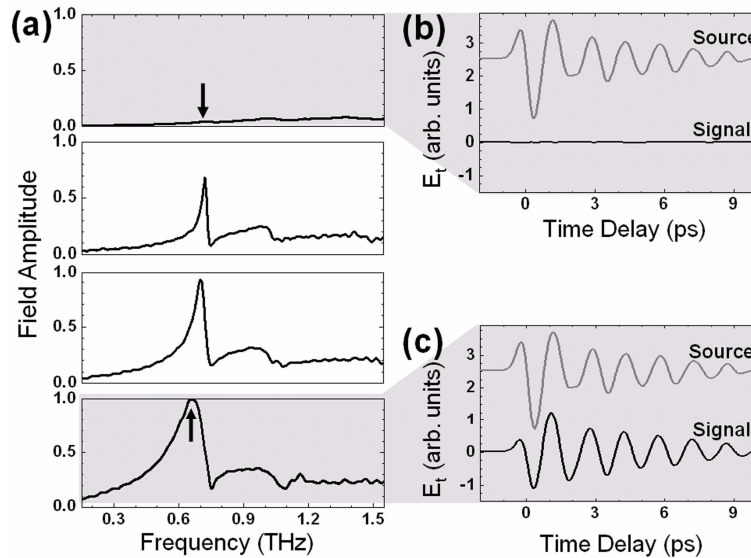 (a)
1.0
0.5
0.0
1.0
0.5
0.0
1.0
0.5
0.0
1.0
0.5
0.0
0.3 0.6 0.9 1.2 1.5
Frequency (THz)
Field Amplitude
(b)
Source
Signal
3
2
1
0
-1
E_t (arb. units)
0 3 6 9
Time Delay (ps)
(c)
Source
Signal
3
2
1
0
-1
E_t (arb. units)
0 3 6 9
Time Delay (ps)